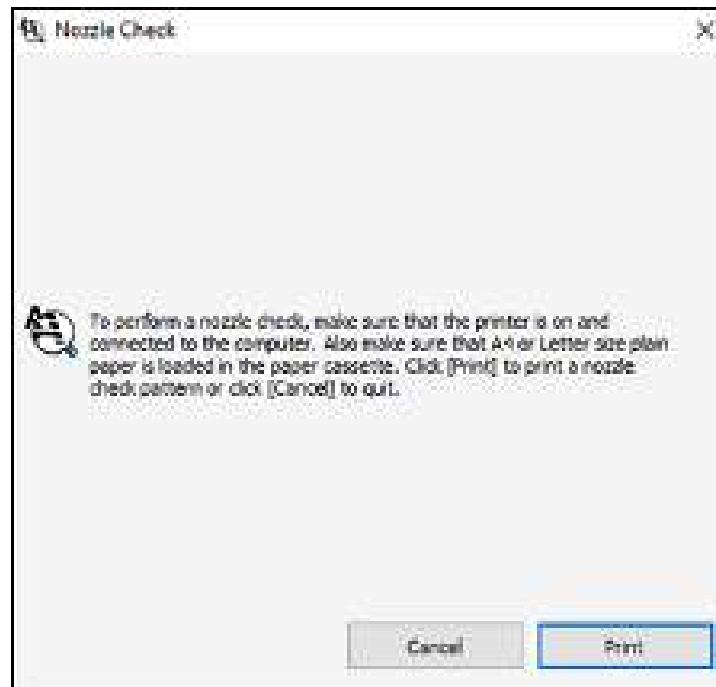 Nozzle Check
To perform a nozzle check, make sure that the printer is on and
connected to the computer. Also make sure that A4 or Letter size plain
paper is loaded in the paper cassette. Click [Print] to print a nozzle
check pattern or click [Cancel] to quit.
Cancel
Print